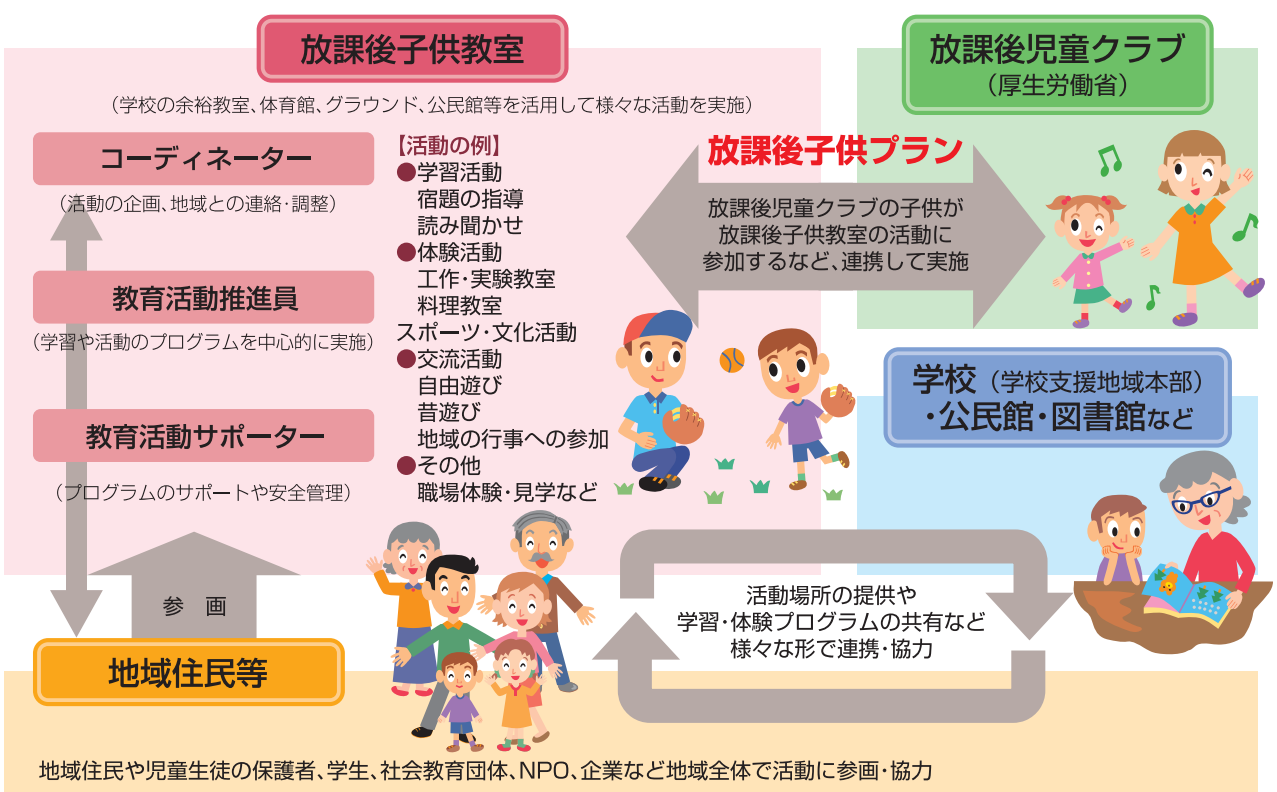 放課後子供教室
（学校の余裕教室、体育館、グラウンド、公民館等を活用して様々な活動を実施）
コーディネーター
（活動の企画、地域との連絡・調整）
教育活動推進員
（学習や活動のプログラムを中心的に実施）
教育活動サポーター
（プログラムのサポートや安全管理）
【活動の例】
●学習活動
宿題の指導
読み聞かせ
●体験活動
工作・実験教室
料理教室
スポーツ・文化活動
●交流活動
自由遊び
昔遊び
地域の行事への参加
●その他
職場体験・見学など
放課後子供プラン
放課後児童クラブの子供が
放課後子供教室の活動に
参加するなど、連携して実施
放課後児童クラブ
（厚生労働省）
学校（学校支援地域本部）
・公民館・図書館など
活動場所の提供や
学習・体験プログラムの共有など
様々な形で連携・協力
参　画
地域住民等
地域住民や児童生徒の保護者、学生、社会教育団体、NPO、企業など地域全体で活動に参画・協力